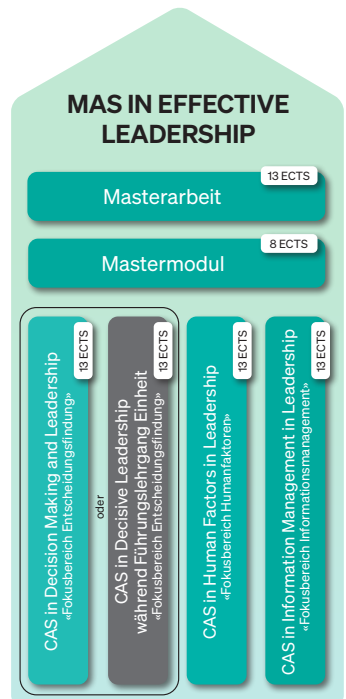 MAS IN EFFECTIVE
LEADERSHIP
13 ECTS
Masterarbeit
8 ECTS
Mastermodul
13 ECTS
CAS in Decision Making and Leadership
«Fokusbereich Entscheidungsfindung»
oder
13 ECTS
CAS in Decisive Leadership
während Führungslehrgang Einheit
«Fokusbereich Entscheidungsfindung»
13 ECTS
CAS in Human Factors in Leadership
«Fokusbereich Humanfaktoren»
13 ECTS
CAS in Information Management in Leadership
«Fokusbereich Informationsmanagement»